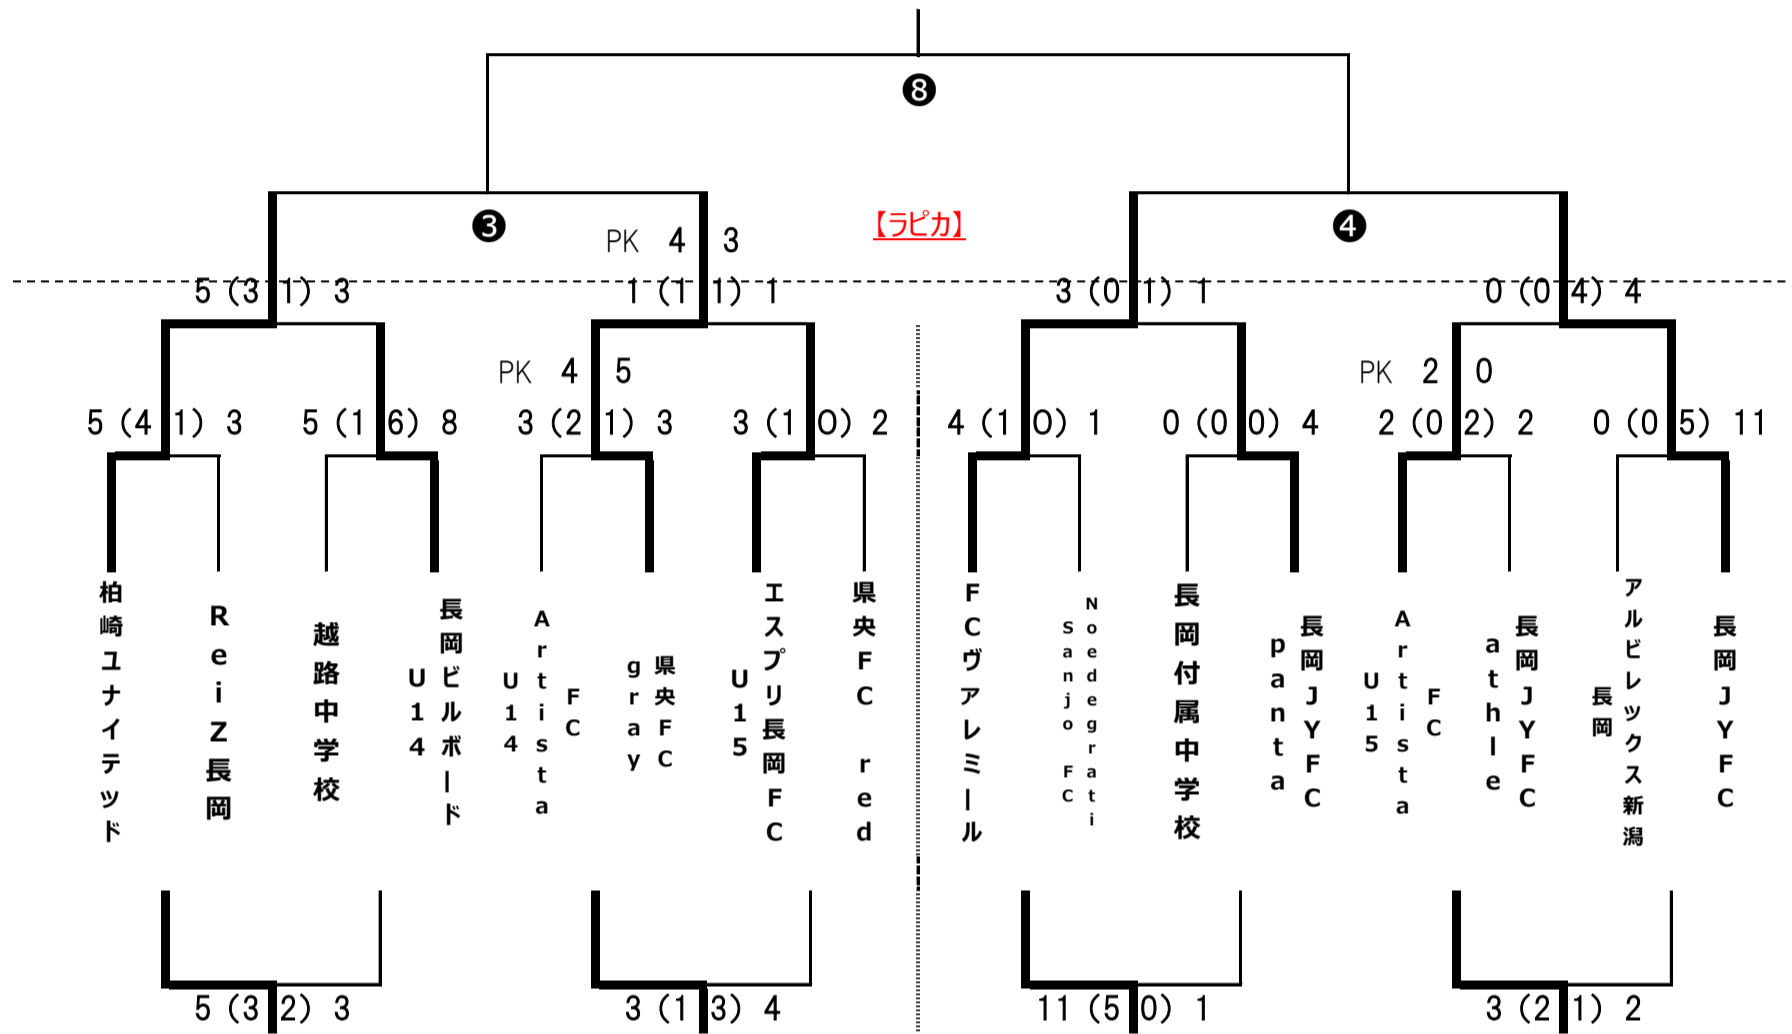 ❽
❸
❹
【ラピカ】
PK 4 3
5 (3 1) 3
1 (1 1) 1
3 (0 1) 1
0 (0 4) 4
PK 4 5
PK 2 0
5 (4 1) 3
5 (1 6) 8
3 (2 1) 3
3 (1 0) 2
4 (1 0) 1
0 (0 0) 4
2 (0 2) 2
0 (0 5) 11
柏崎ユナイテッド
ReiZ長岡
越路中学校
長岡ビルボード
U14
FC
Artista
U14
県央FC
gray
エスプリ長岡FC
U15
県央FC red
FCヴァレミール
Noedegrati
Sanjo FC
長岡付属中学校
長岡JYFC
panta
FC
Artista
U15
長岡JYFC
athle
アルビレックス新潟
長岡
長岡JYFC
5 (3 2) 3
3 (1 3) 4
11 (5 0) 1
3 (2 1) 2